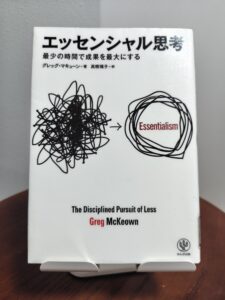 エッセンシャル思考
最少の時間で成果を最大にする
グレッグ・マキューン・著 高橋璃子・訳
Essentialism
The Disciplined Pursuit of Less
Greg McKeown